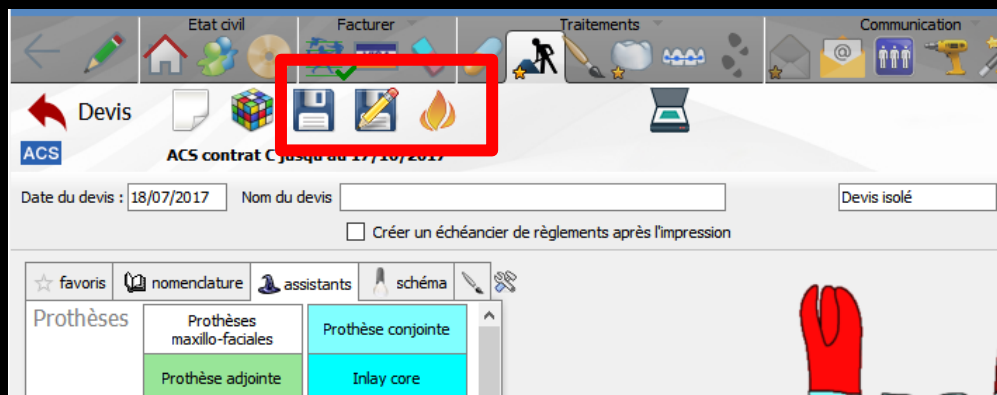 Etat civil Facturer Traitements Communication
Devis
ACS ACS contrat C jusqu'au 17/10/2017
Date du devis : 18/07/2017 Nom du devis Devis isolé
Créer un échéancier de règlements après l'impression
favoris nomenclature assistants schéma
Prothèses
Prothèses
maxillo-faciales
Prothèse conjointe
Prothèse adjointe Inlay core